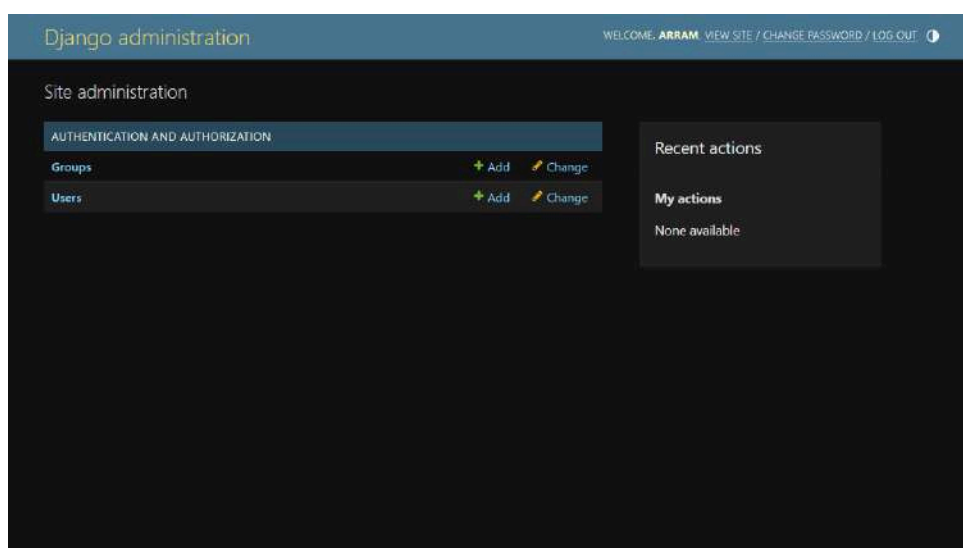 Django administration
WELCOME, ARRAM. VIEW SITE / CHANGE PASSWORD / LOG OUT
Site administration
AUTHENTICATION AND AUTHORIZATION
Groups + Add Change
Users + Add Change
Recent actions
My actions
None available